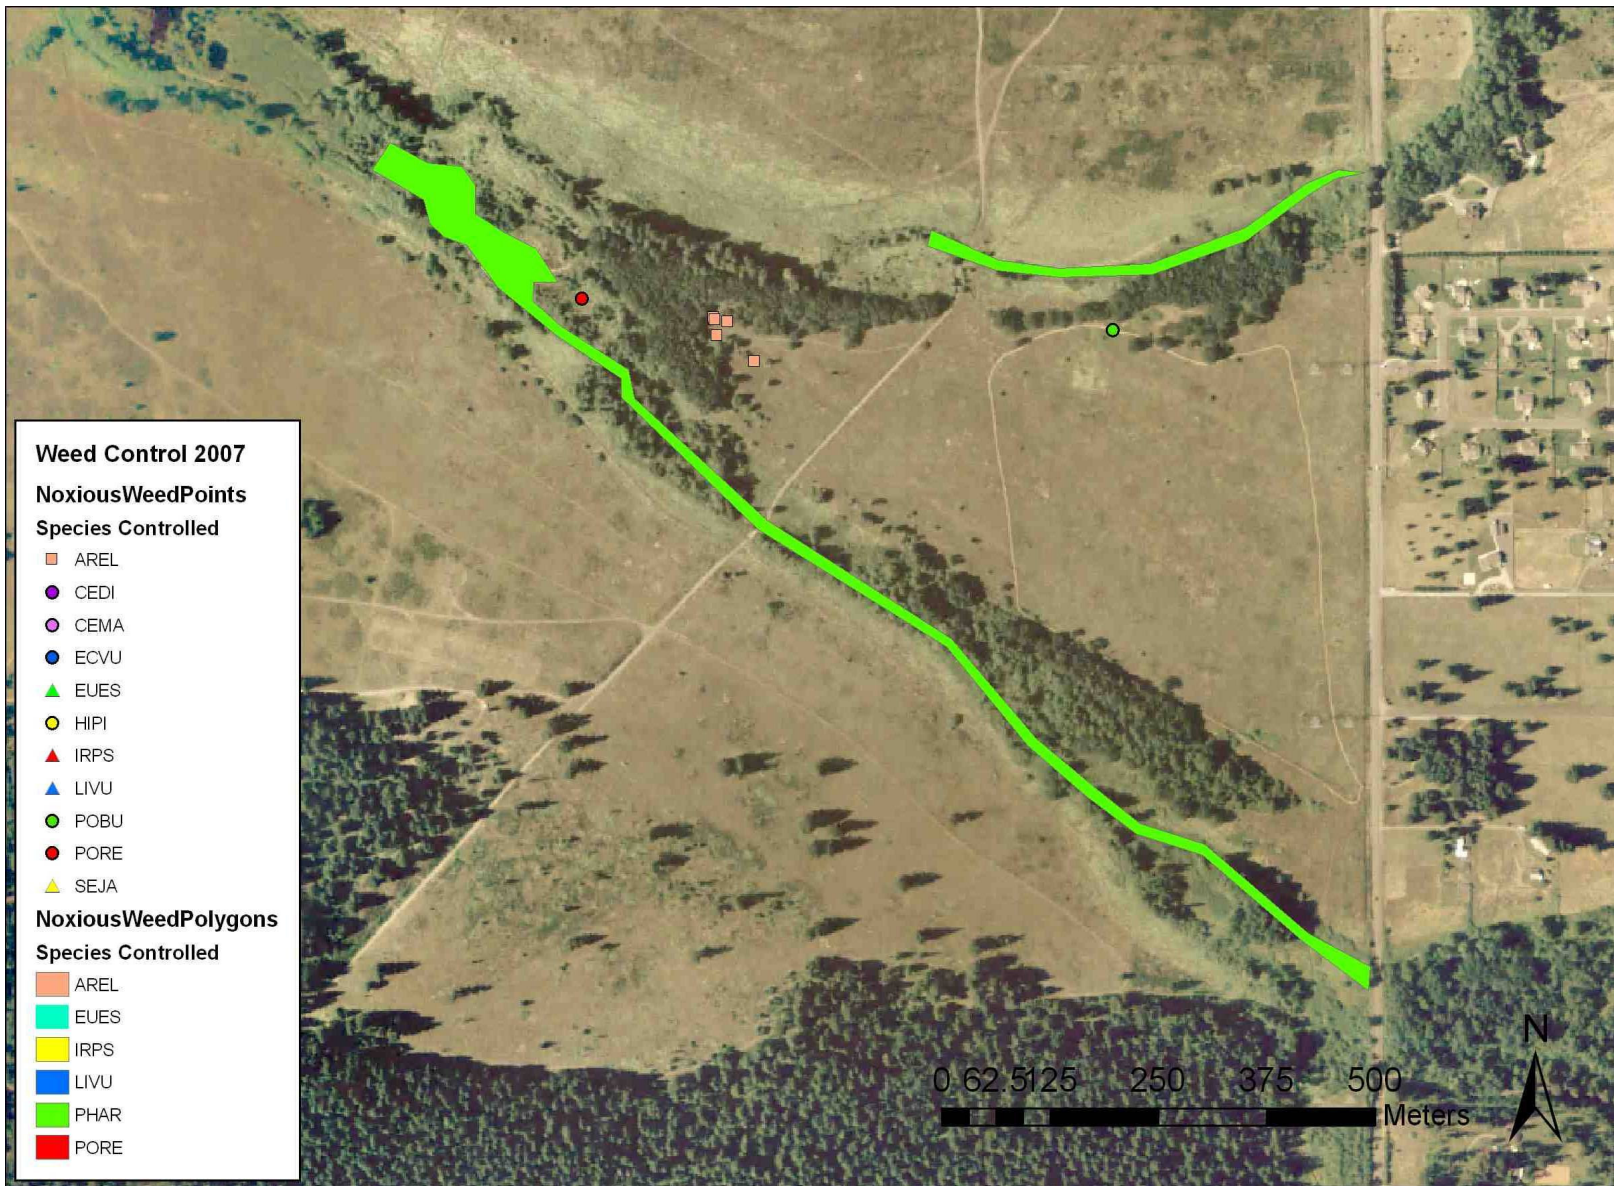 Weed Control 2007
NoxiousWeedPoints
Species Controlled
AREL
CEDI
CEMA
ECVU
EUES
HIPI
IRPS
LIVU
POBU
PORE
SEJA
NoxiousWeedPolygons
Species Controlled
AREL
EUES
IRPS
LIVU
PHAR
PORE
N
0 62.5125 250 375 500
Meters